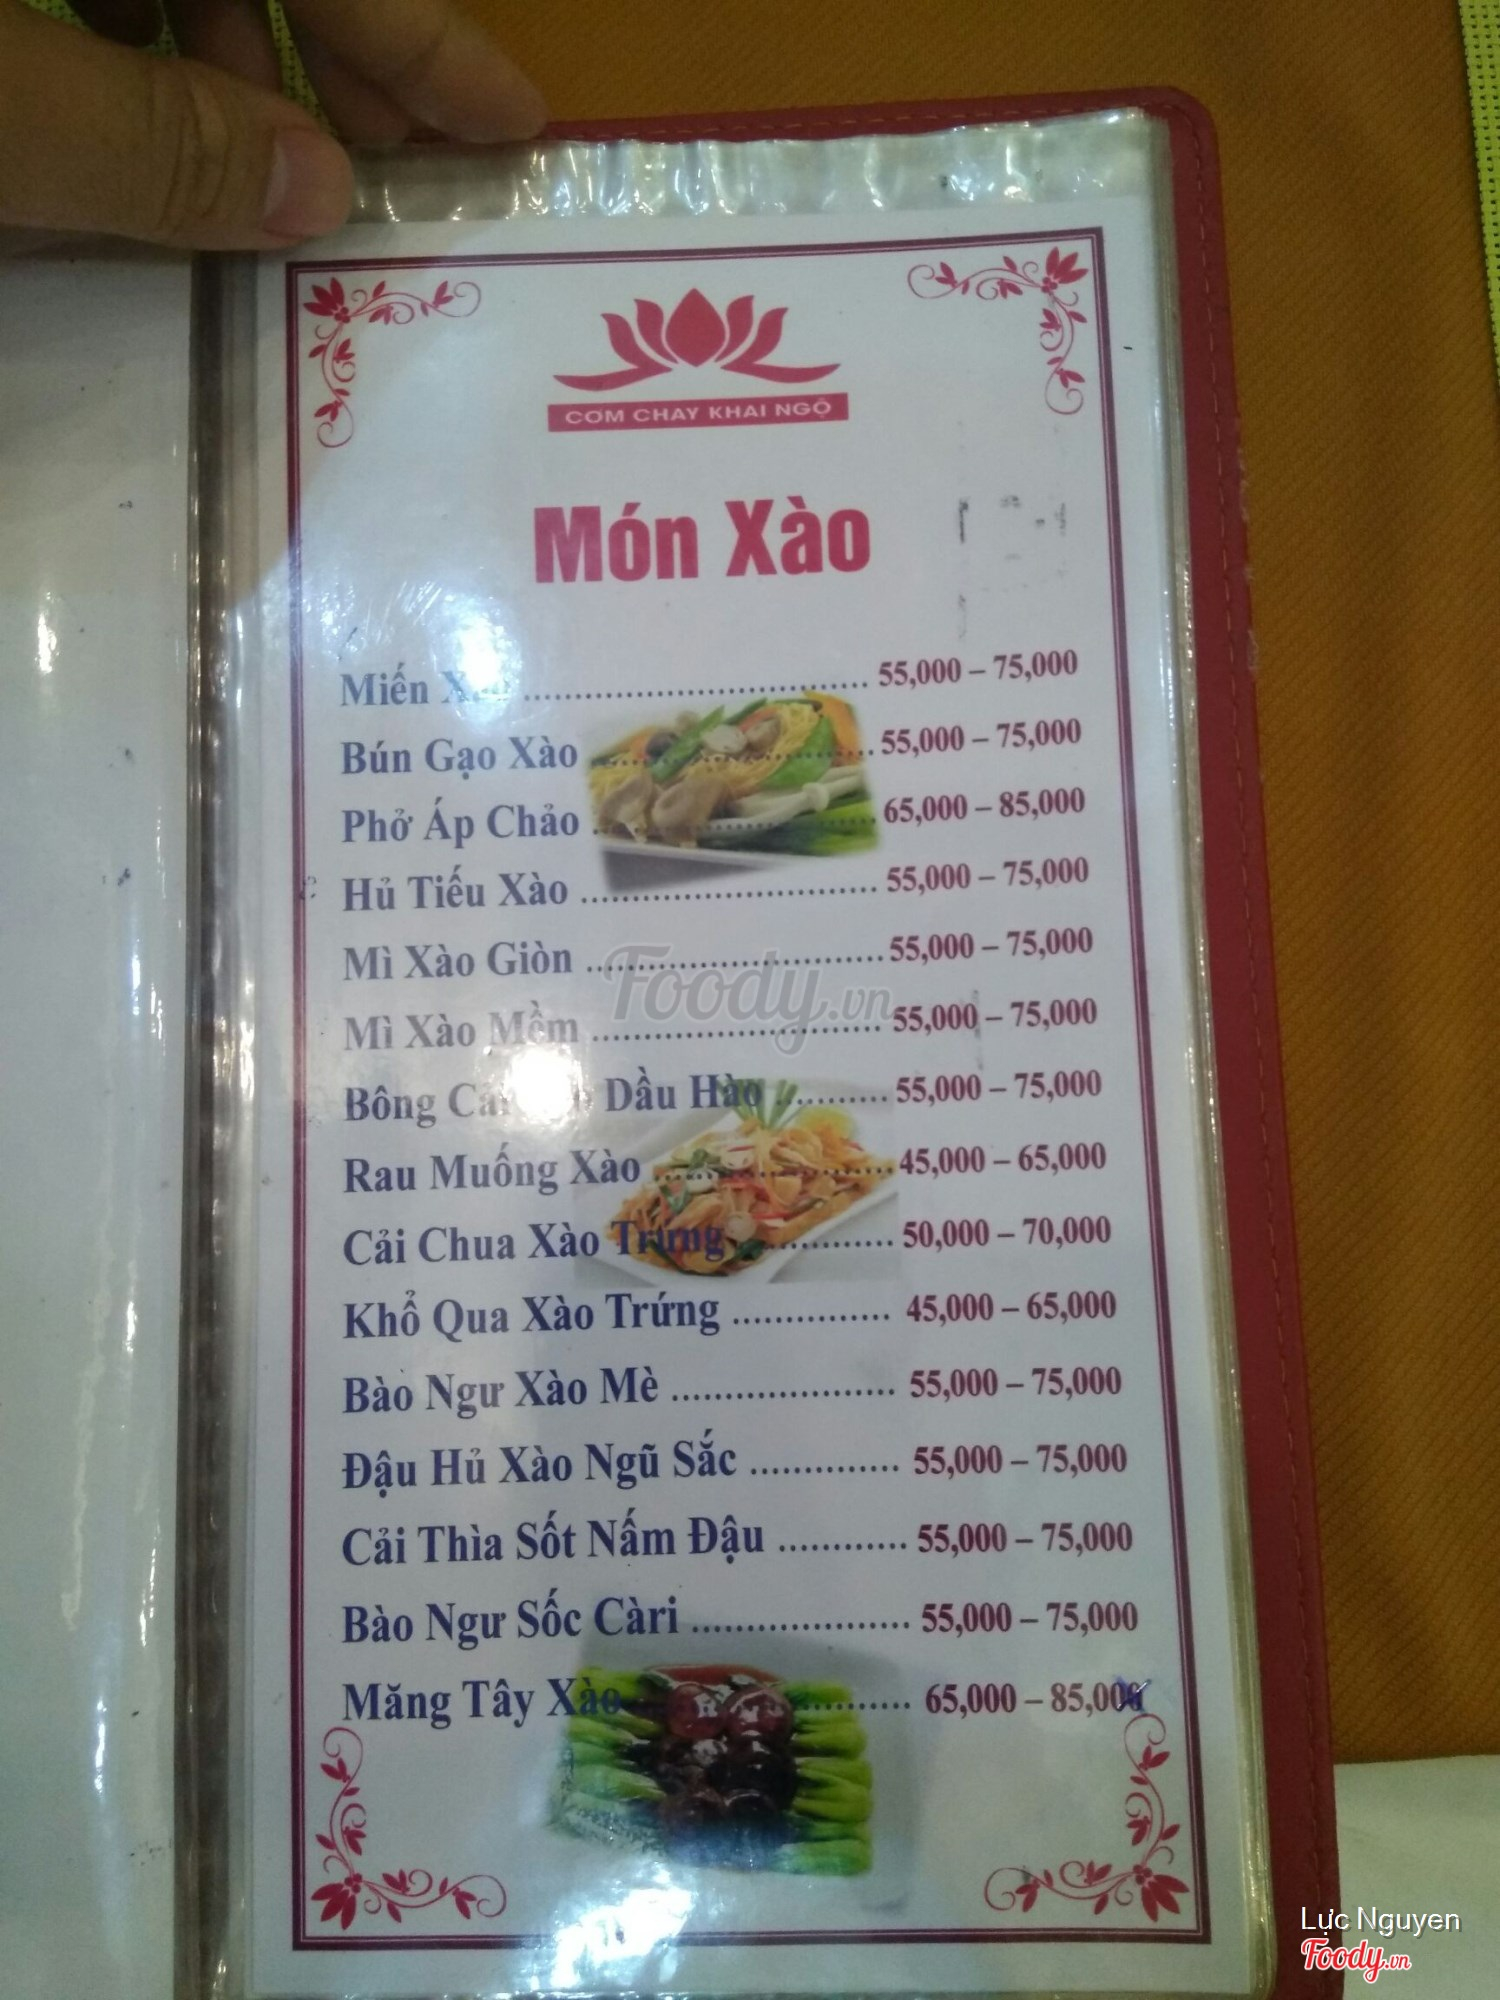 CƠM CHAY KHAI NGỘ
Món Xào
Miến Xào .......... 55,000 – 75,000
Bún Gạo Xào .......... 55,000 – 75,000
Phở Áp Chảo .......... 65,000 – 85,000
Hủ Tiếu Xào .......... 55,000 – 75,000
Mì Xào Giòn .......... 55,000 – 75,000
Mì Xào Mềm .......... 55,000 – 75,000
Bông Cải Dầu Hào .......... 55,000 – 75,000
Rau Muống Xào .......... 45,000 – 65,000
Cải Chua Xào Trứng .......... 50,000 – 70,000
Khổ Qua Xào Trứng .......... 45,000 – 65,000
Bào Ngư Xào Mè .......... 55,000 – 75,000
Đậu Hủ Xào Ngũ Sắc .......... 55,000 – 75,000
Cải Thìa Sốt Nấm Đậu .......... 55,000 – 75,000
Bào Ngư Sốc Càri .......... 55,000 – 75,000
Măng Tây Xào .......... 65,000 – 85,000
Foody.vn
Lực Nguyen
Foody.vn